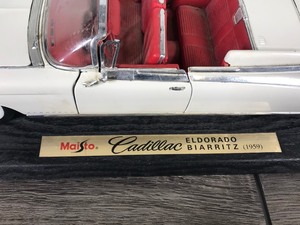 Maisto. Cadillac ELDORADO
BIARRITZ (1959)